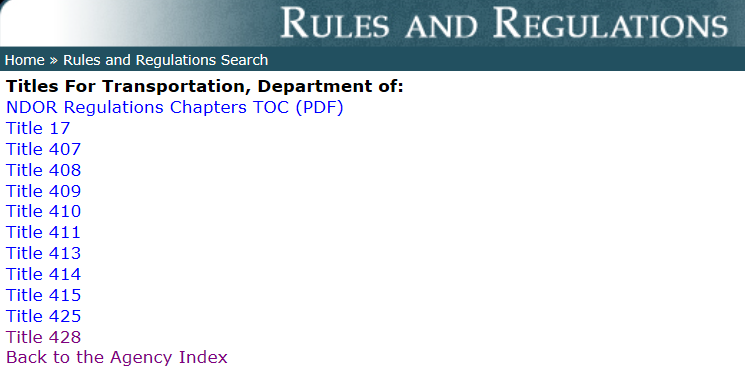 RULES AND REGULATIONS
Home » Rules and Regulations Search
Titles For Transportation, Department of:
NDOR Regulations Chapters TOC (PDF)
Title 17
Title 407
Title 408
Title 409
Title 410
Title 411
Title 413
Title 414
Title 415
Title 425
Title 428
Back to the Agency Index